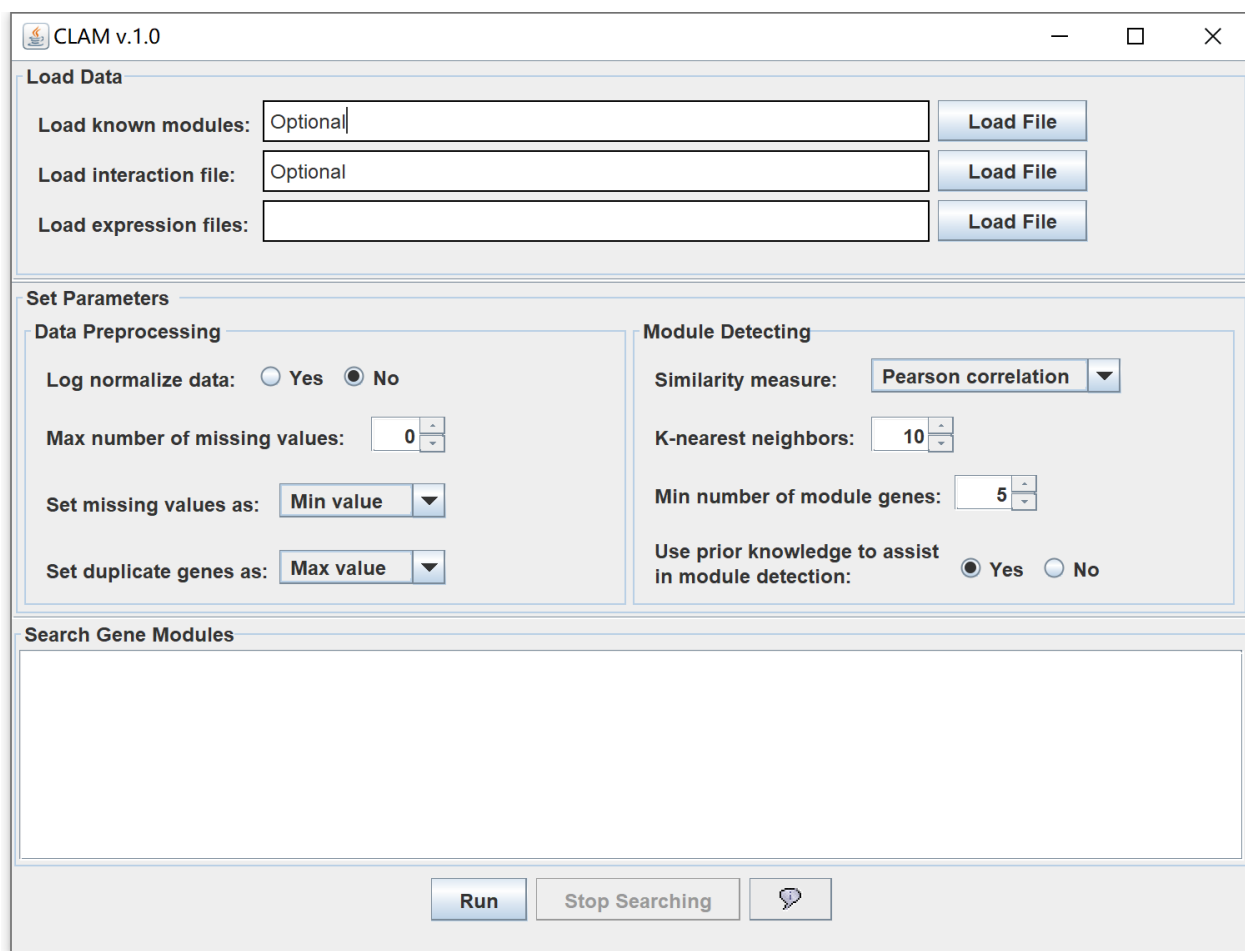 CLAM v.1.0
Load Data
Load known modules: Optional Load File
Load interaction file: Optional Load File
Load expression files: Load File
Set Parameters
Data Preprocessing
Log normalize data: Yes No
Max number of missing values: 0
Set missing values as: Min value
Set duplicate genes as: Max value
Module Detecting
Similarity measure: Pearson correlation
K-nearest neighbors: 10
Min number of module genes: 5
Use prior knowledge to assist
in module detection: Yes No
Search Gene Modules
Run Stop Searching